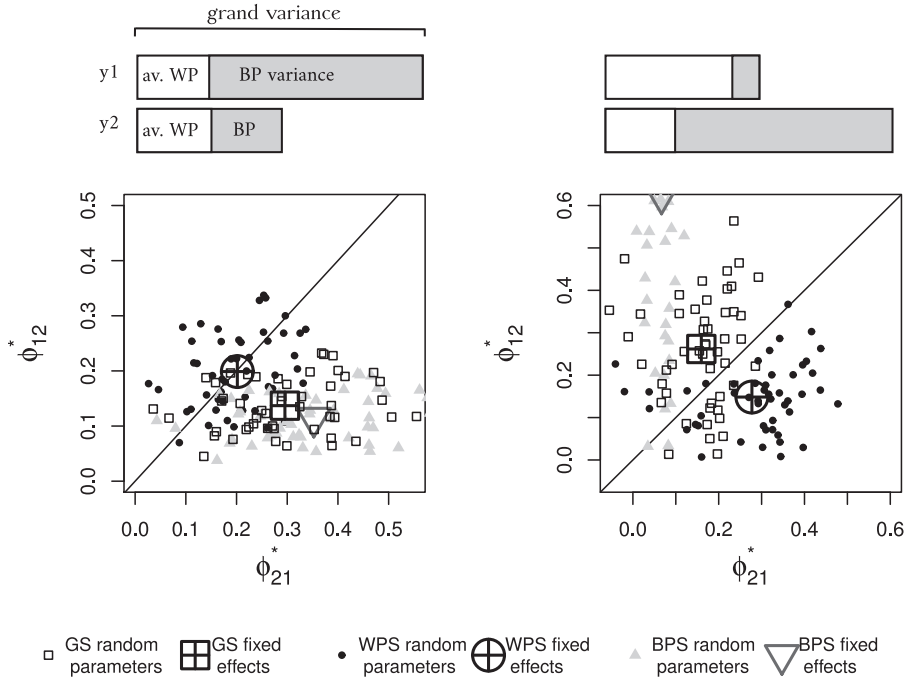 grand variance
y1 av. WP BP variance
y2 av. WP BP
0.5
0.4
0.3
0.2
0.1
0.0
ϕ*12
0.0 0.1 0.2 0.3 0.4 0.5
ϕ*21
0.6
0.4
0.2
0.0
ϕ*12
0.0 0.2 0.4 0.6
ϕ*21
GS random parameters
GS fixed effects
WPS random parameters
WPS fixed effects
BPS random parameters
BPS fixed effects